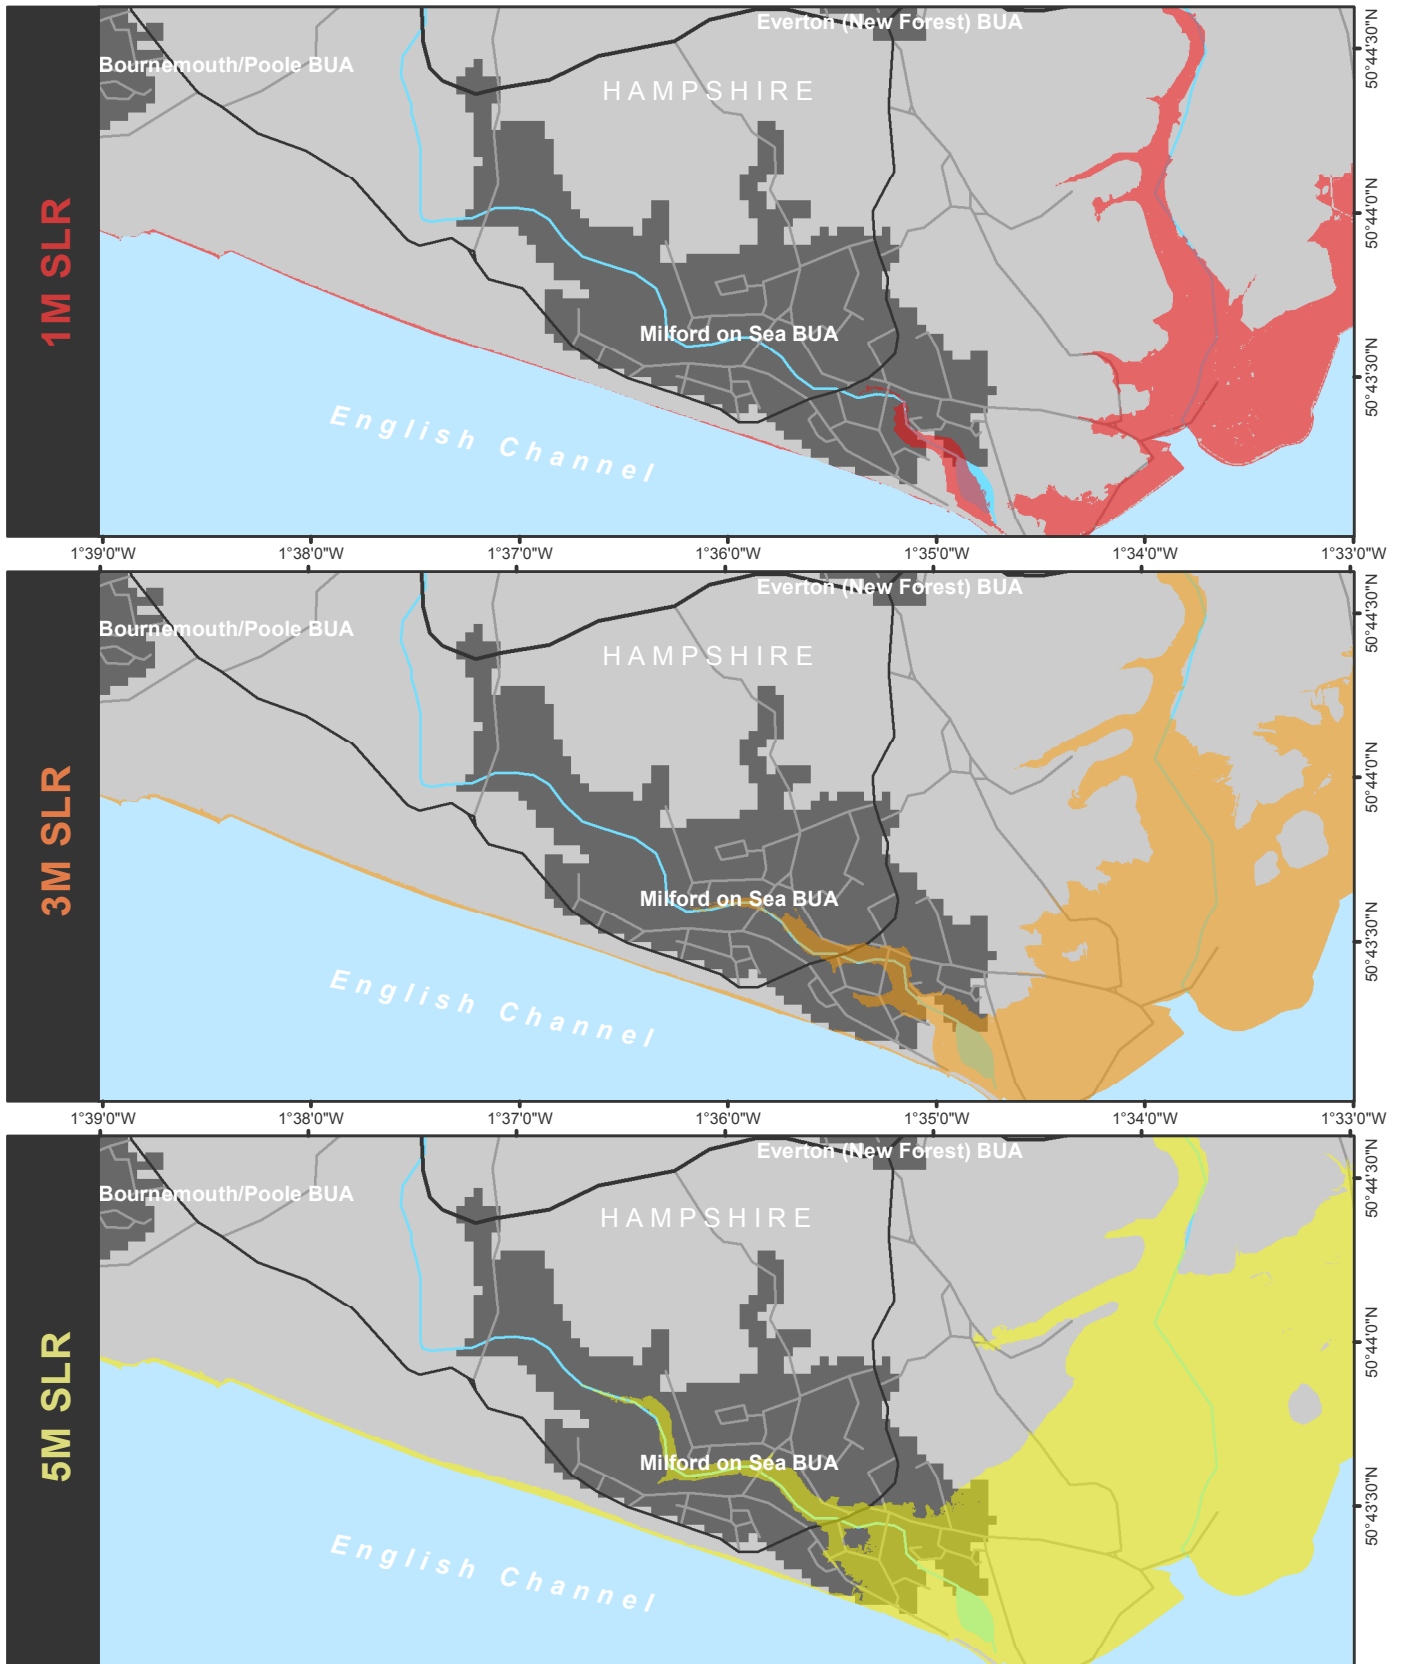 1M SLR
Everton (New Forest) BUA
Bournemouth/Poole BUA
HAMPSHIRE
Milford on Sea BUA
English Channel
50°44'30"N
50°44'0"N
50°43'30"N
1°39'0"W 1°38'0"W 1°37'0"W 1°36'0"W 1°35'0"W 1°34'0"W 1°33'0"W
3M SLR
Everton (New Forest) BUA
Bournemouth/Poole BUA
HAMPSHIRE
Milford on Sea BUA
English Channel
50°44'30"N
50°44'0"N
50°43'30"N
1°39'0"W 1°38'0"W 1°37'0"W 1°36'0"W 1°35'0"W 1°34'0"W 1°33'0"W
5M SLR
Everton (New Forest) BUA
Bournemouth/Poole BUA
HAMPSHIRE
Milford on Sea BUA
English Channel
50°44'30"N
50°44'0"N
50°43'30"N